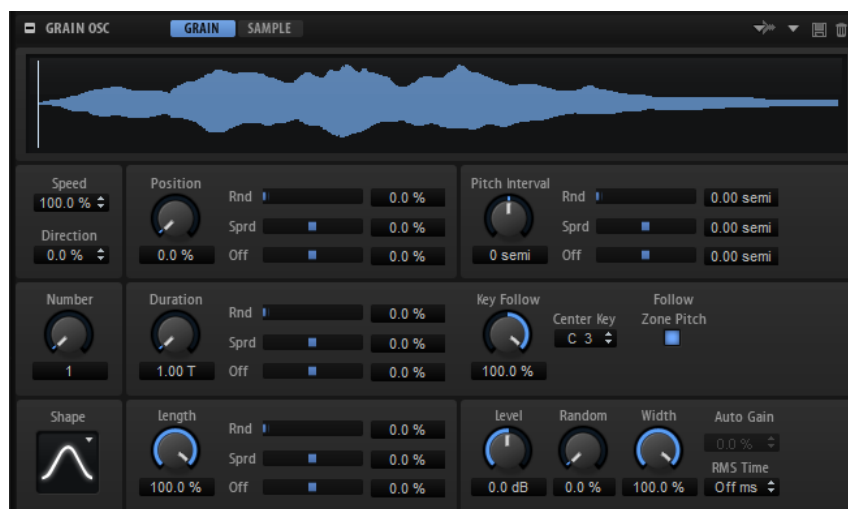 GRAIN OSC GRAIN SAMPLE
Speed Position Pitch Interval
100.0 % Rnd 0.0 % Rnd 0.00 semi
Direction Sprd 0.0 % Sprd 0.00 semi
0.0 % 0.0 % Off 0.0 % 0 semi Off 0.00 semi
Number Duration Key Follow Follow
Rnd 0.0 % Center Key Zone Pitch
Sprd 0.0 % C 3
1 1.00 T Off 0.0 % 100.0 %
Shape Length Level Random Width Auto Gain
Rnd 0.0 % 0.0 %
Sprd 0.0 % RMS Time
100.0 % Off 0.0 % 0.0 dB 0.0 % 100.0 % Off ms